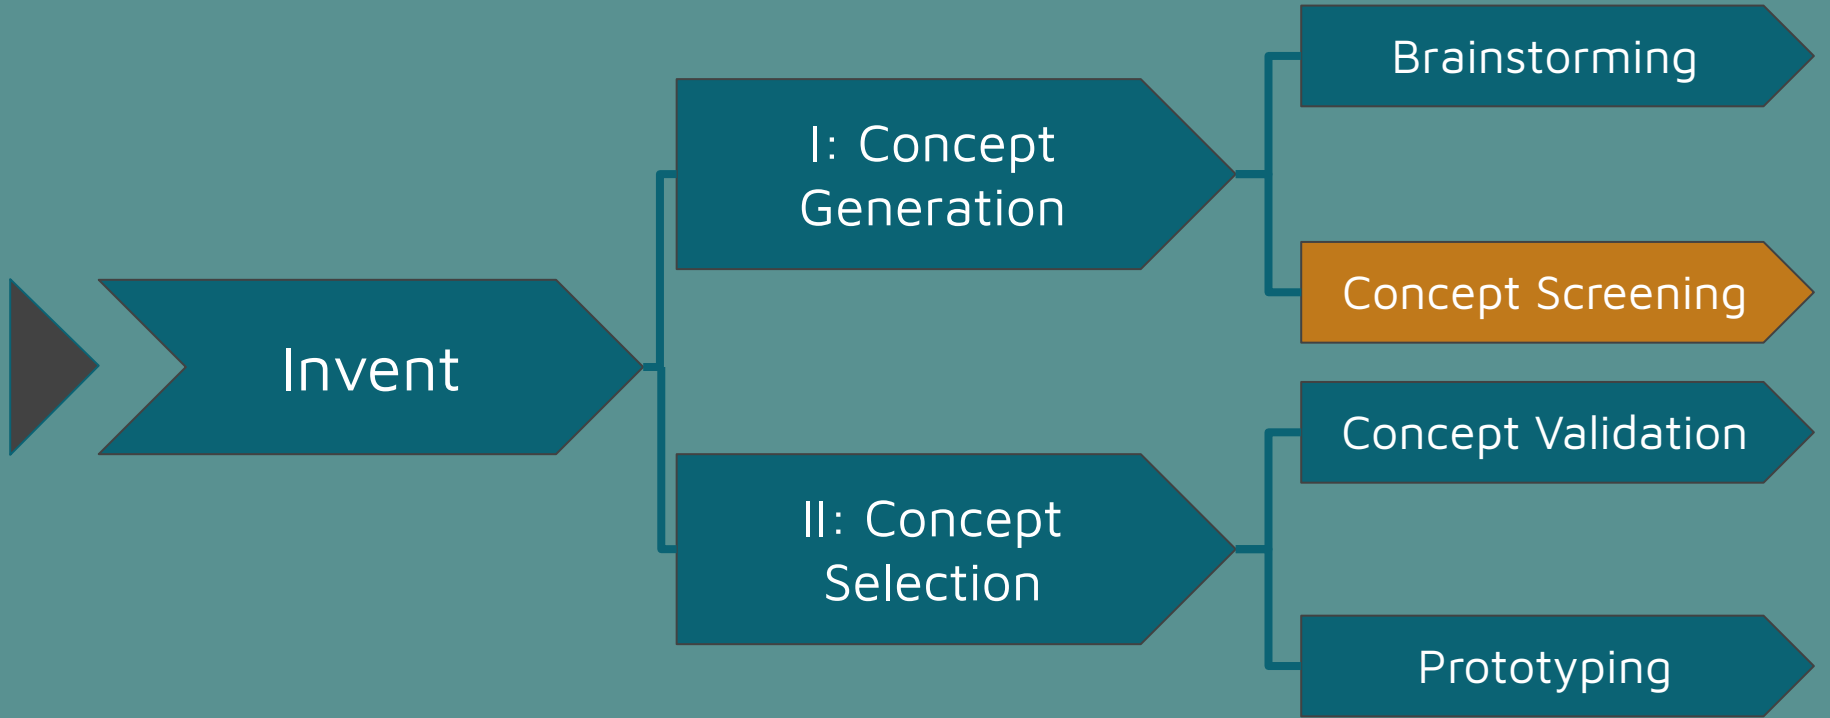 Invent
I: Concept
Generation
Brainstorming
Concept Screening
II: Concept
Selection
Concept Validation
Prototyping